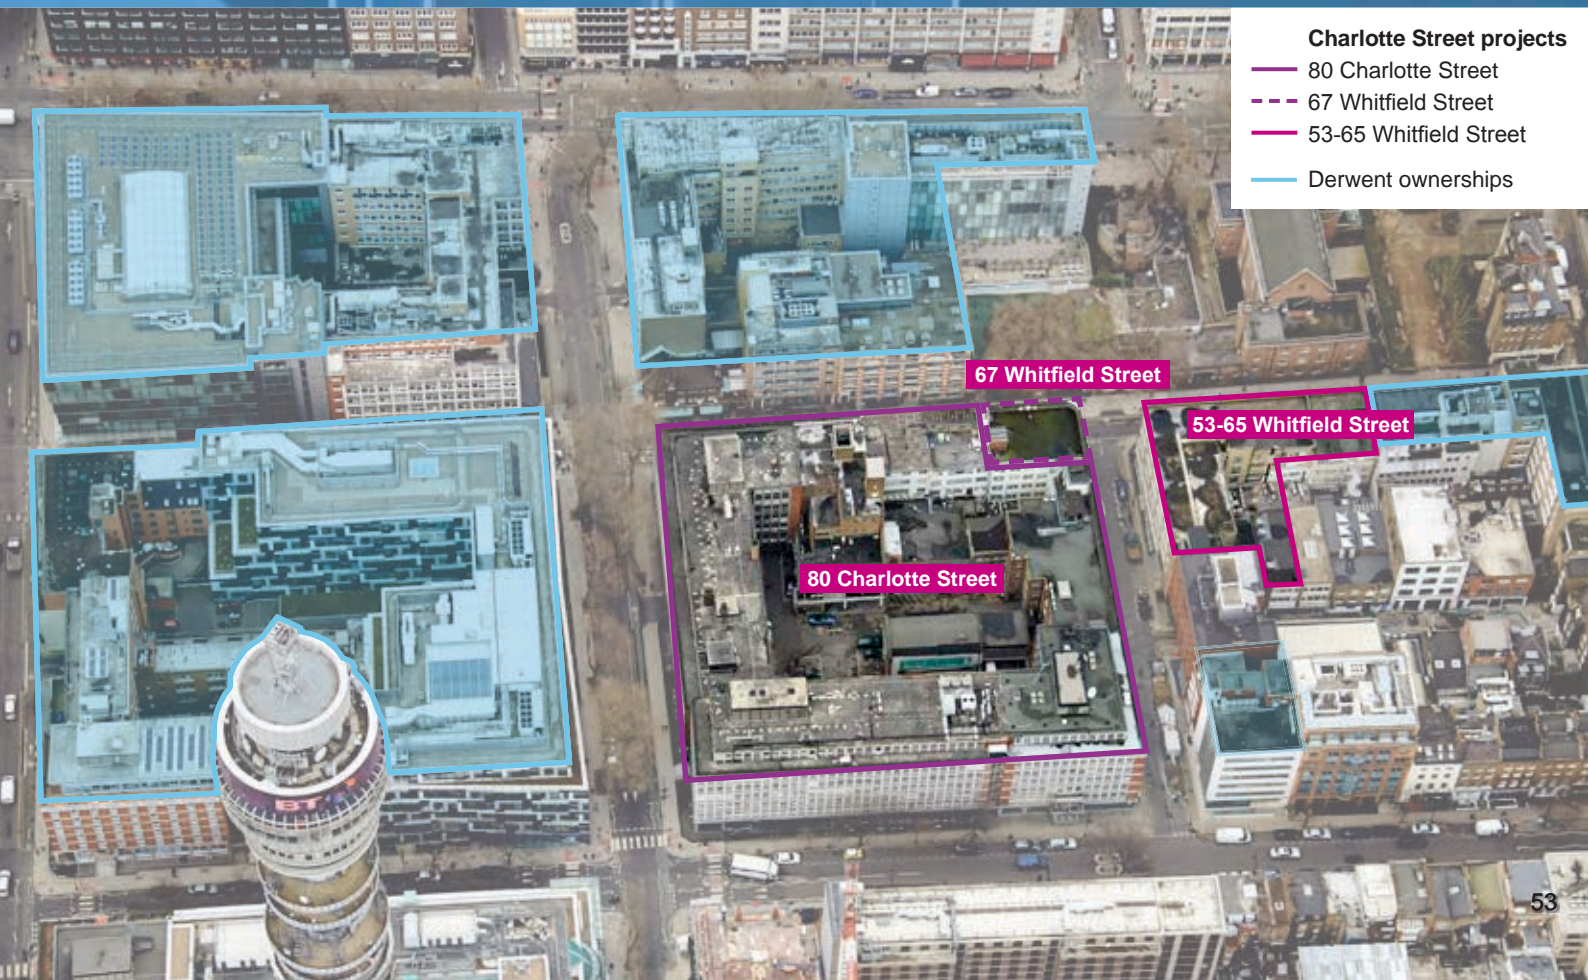 Charlotte Street projects
80 Charlotte Street
67 Whitfield Street
53-65 Whitfield Street
Derwent ownerships
67 Whitfield Street
53-65 Whitfield Street
80 Charlotte Street
BT
53